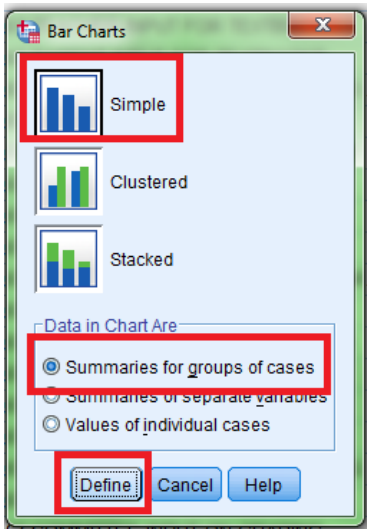 Bar Charts
Simple
Clustered
Stacked
Data in Chart Are
Summaries for groups of cases
Summaries of separate variables
Values of individual cases
Define Cancel Help